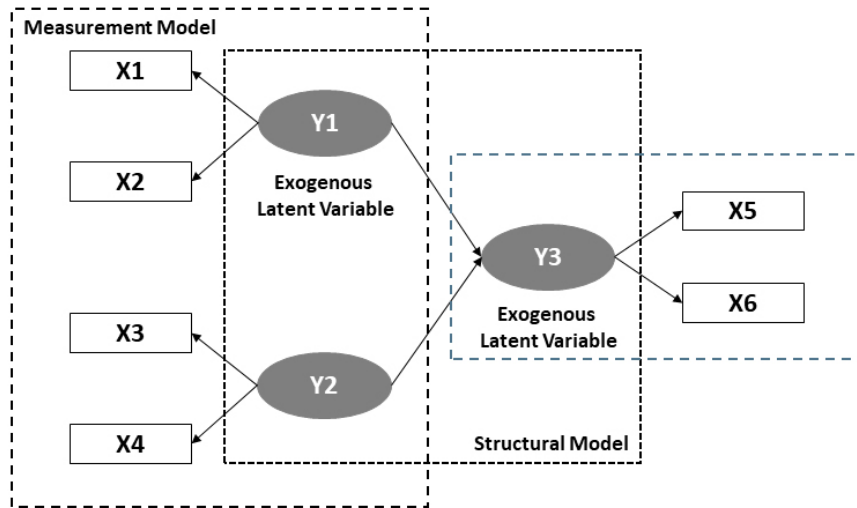 Measurement Model
X1
X2
X3
X4
Y1
Exogenous
Latent Variable
Y2
Y3
Exogenous
Latent Variable
Structural Model
X5
X6